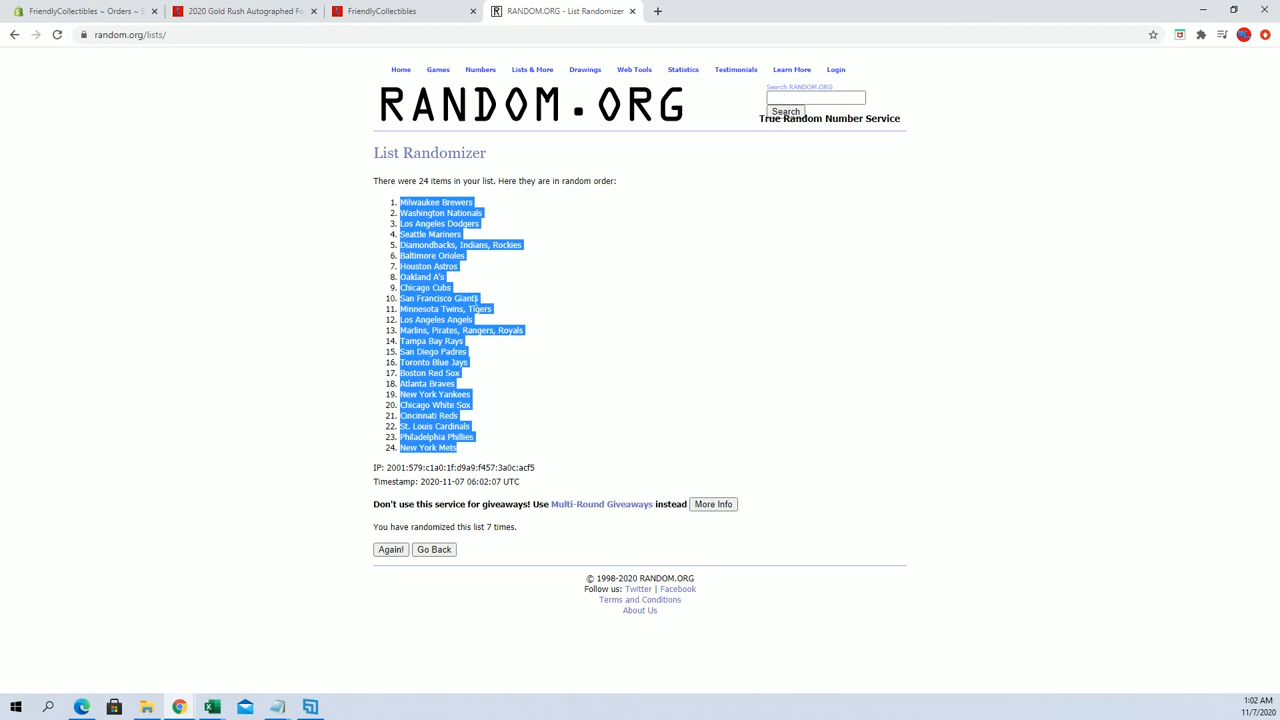 FriendlyCollectibles ~ Orders ~ S
2020 Gold Rush Autographed Fo
FriendlyCollectibles
RANDOM.ORG - List Randomizer
random.org/lists/
Home Games Numbers Lists & More Drawings Web Tools Statistics Testimonials Learn More Login
Search RANDOM.ORG
RANDOM.ORG
Search
True Random Number Service
List Randomizer
There were 24 items in your list. Here they are in random order:
1. Milwaukee Brewers
2. Washington Nationals
3. Los Angeles Dodgers
4. Seattle Mariners
5. Diamondbacks, Indians, Rockies
6. Baltimore Orioles
7. Houston Astros
8. Oakland A's
9. Chicago Cubs
10. San Francisco Giants
11. Minnesota Twins, Tigers
12. Los Angeles Angels
13. Marlins, Pirates, Rangers, Royals
14. Tampa Bay Rays
15. San Diego Padres
16. Toronto Blue Jays
17. Boston Red Sox
18. Atlanta Braves
19. New York Yankees
20. Chicago White Sox
21. Cincinnati Reds
22. St. Louis Cardinals
23. Philadelphia Phillies
24. New York Mets
IP: 2001:579:c1a0:1f:d9a9:f457:3a0c:acf5
Timestamp: 2020-11-07 06:02:07 UTC
Don't use this service for giveaways! Use Multi-Round Giveaways instead More Info
You have randomized this list 7 times.
Again! Go Back
© 1998-2020 RANDOM.ORG
Follow us: Twitter | Facebook
Terms and Conditions
About Us
1:02 AM
11/7/2020